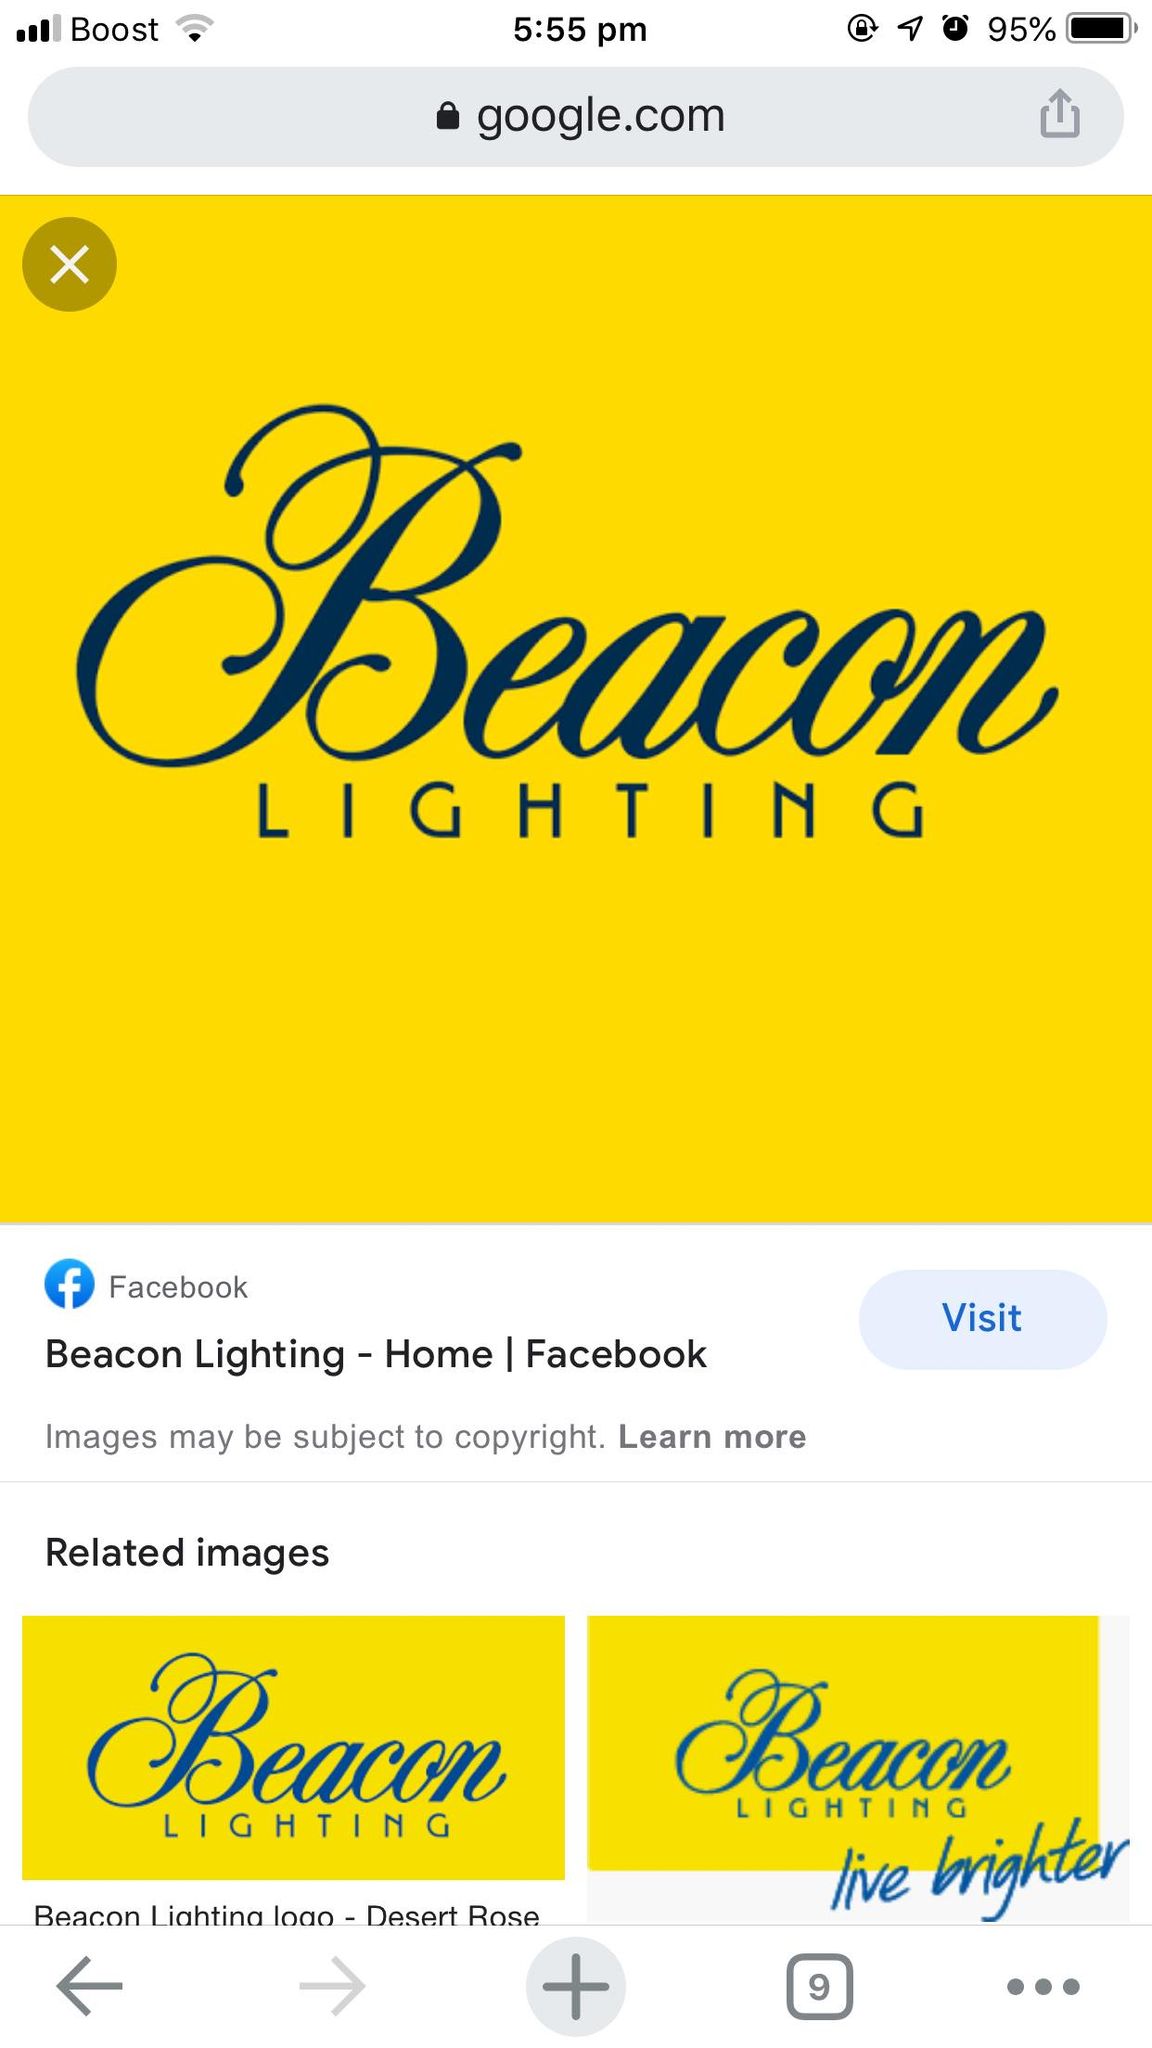 Boost
5:55 pm
95%
google.com
Beacon
LIGHTING
Facebook
Visit
Beacon Lighting - Home | Facebook
Images may be subject to copyright. Learn more
Related images
Beacon
LIGHTING
Beacon
LIGHTING
live brighter
Beacon Lighting logo - Desert Rose
9